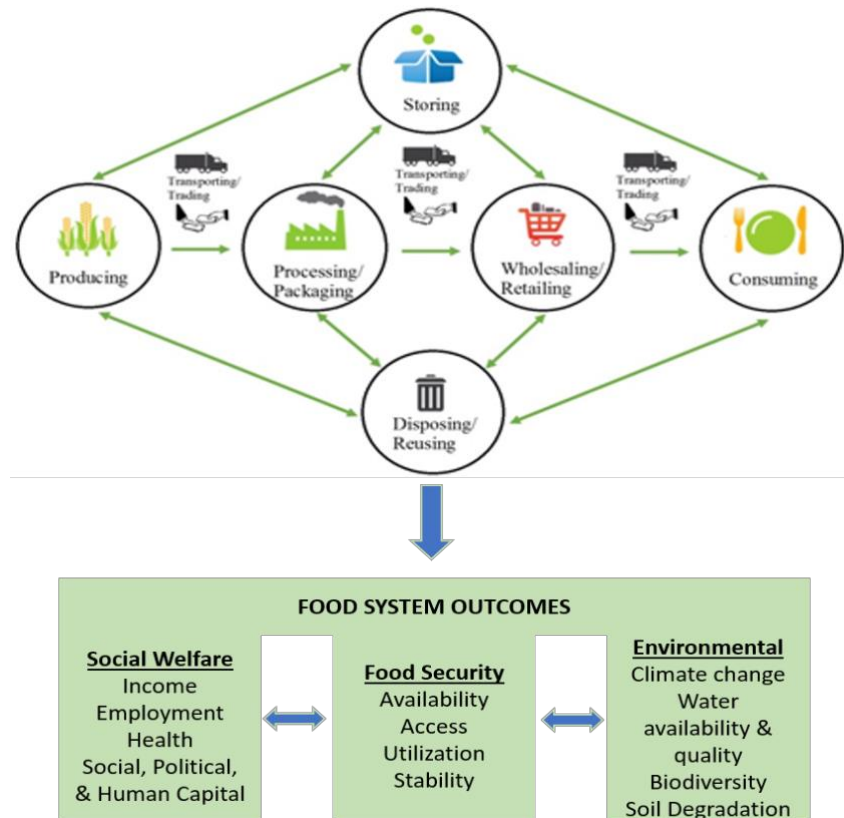 Storing
Transporting/
Trading
Transporting/
Trading
Transporting/
Trading
Producing
Processing/
Packaging
Wholesaling/
Retailing
Consuming
Disposing/
Reusing
FOOD SYSTEM OUTCOMES
Social Welfare
Income
Employment
Health
Social, Political,
& Human Capital
Food Security
Availability
Access
Utilization
Stability
Environmental
Climate change
Water
availability &
quality
Biodiversity
Soil Degradation